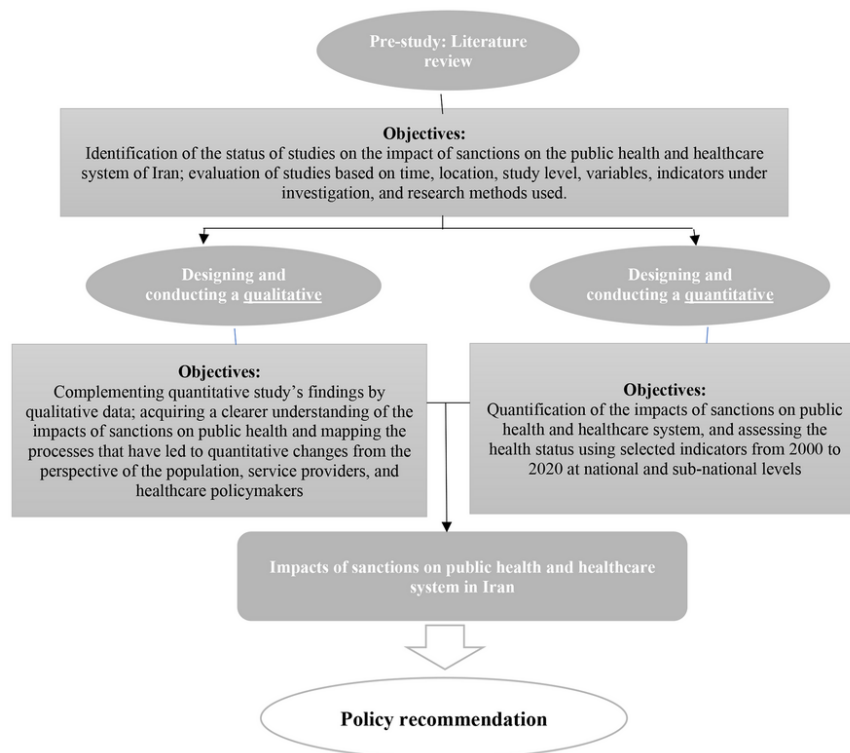 Pre-study: Literature
review
Objectives:
Identification of the status of studies on the impact of sanctions on the public health and healthcare
system of Iran; evaluation of studies based on time, location, study level, variables, indicators under
investigation, and research methods used.
Designing and
conducting a qualitative
Designing and
conducting a quantitative
Objectives:
Complementing quantitative study’s findings by
qualitative data; acquiring a clearer understanding of the
impacts of sanctions on public health and mapping the
processes that have led to quantitative changes from the
perspective of the population, service providers, and
healthcare policymakers
Objectives:
Quantification of the impacts of sanctions on public
health and healthcare system, and assessing the
health status using selected indicators from 2000 to
2020 at national and sub-national levels
Impacts of sanctions on public health and healthcare
system in Iran
Policy recommendation